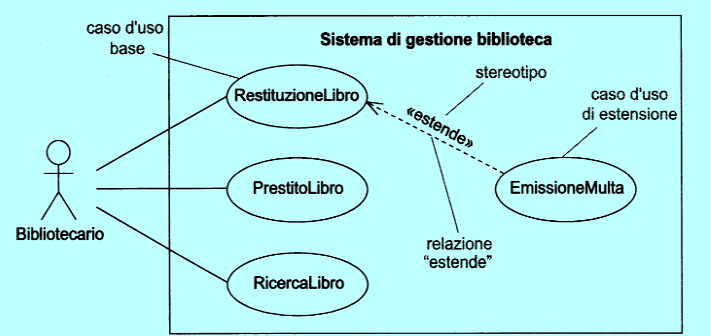 caso d'uso
base
Sistema di gestione biblioteca
stereotipo
caso d'uso
di estensione
RestituzioneLibro
«estende»
PrestitoLibro
EmissioneMulta
Bibliotecario
relazione
“estende”
RicercaLibro